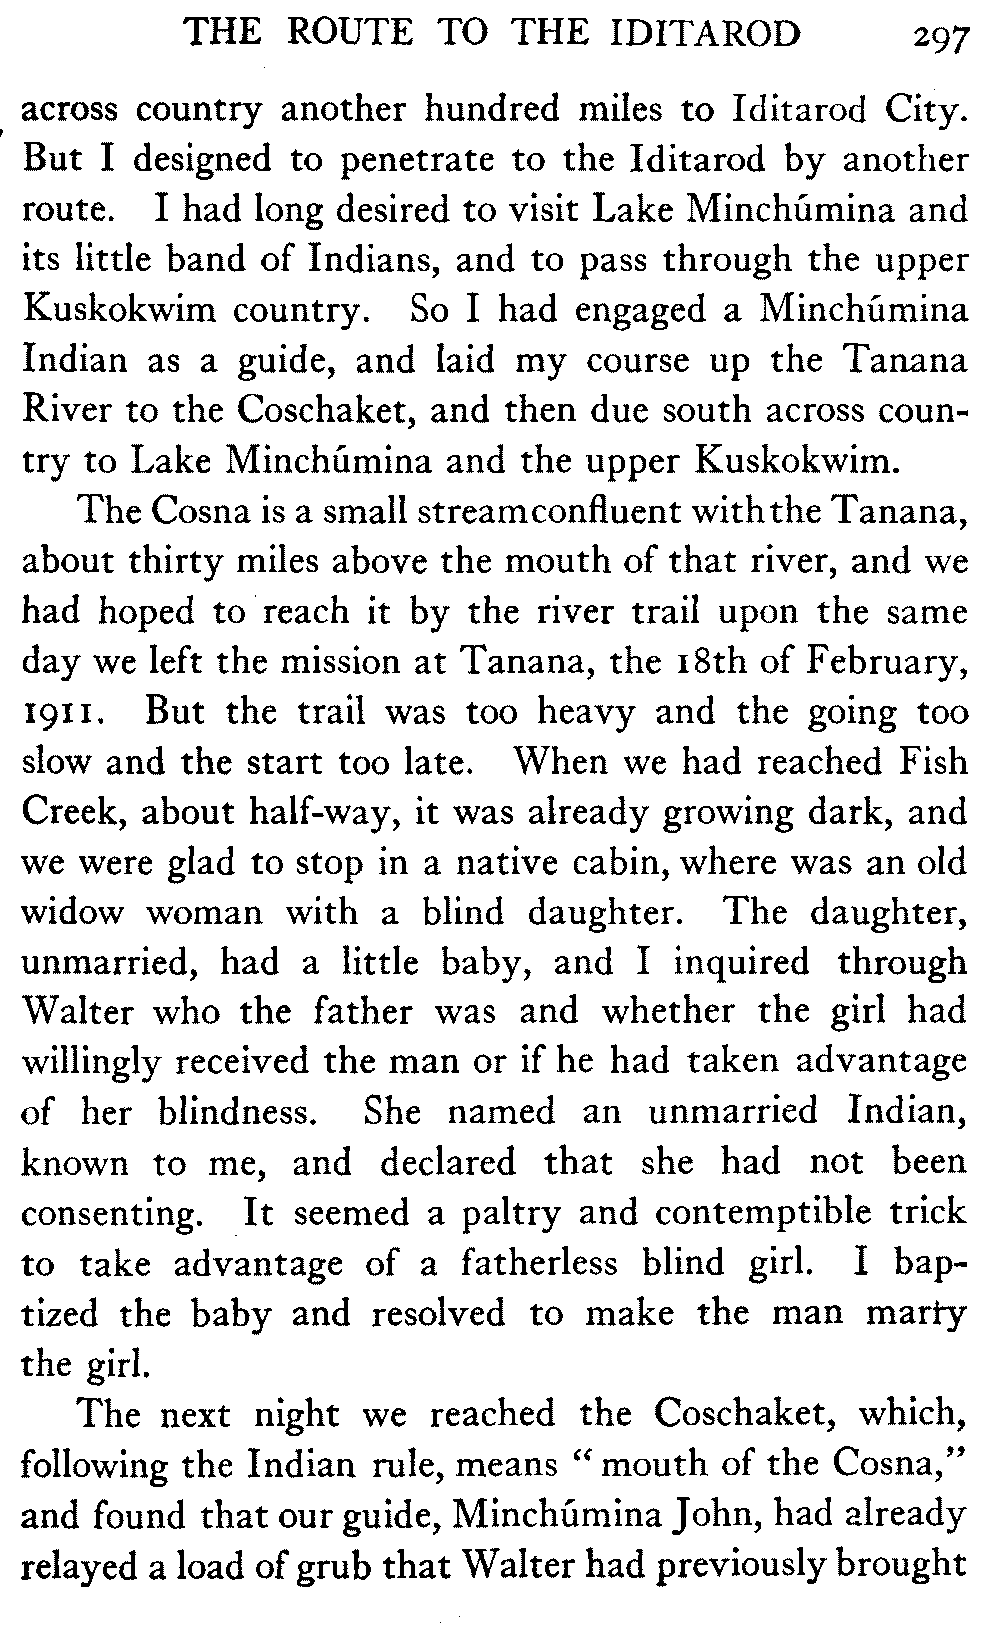 THE ROUTE TO THE IDITAROD 297
across country another hundred miles to Iditarod City.
But I designed to penetrate to the Iditarod by another
route. I had long desired to visit Lake Minchúmina and
its little band of Indians, and to pass through the upper
Kuskokwim country. So I had engaged a Minchúmina
Indian as a guide, and laid my course up the Tanana
River to the Coschaket, and then due south across coun-
try to Lake Minchúmina and the upper Kuskokwim.
The Cosna is a small stream confluent with the Tanana,
about thirty miles above the mouth of that river, and we
had hoped to reach it by the river trail upon the same
day we left the mission at Tanana, the 18th of February,
1911. But the trail was too heavy and the going too
slow and the start too late. When we had reached Fish
Creek, about half-way, it was already growing dark, and
we were glad to stop in a native cabin, where was an old
widow woman with a blind daughter. The daughter,
unmarried, had a little baby, and I inquired through
Walter who the father was and whether the girl had
willingly received the man or if he had taken advantage
of her blindness. She named an unmarried Indian,
known to me, and declared that she had not been
consenting. It seemed a paltry and contemptible trick
to take advantage of a fatherless blind girl. I bap-
tized the baby and resolved to make the man marry
the girl.
The next night we reached the Coschaket, which,
following the Indian rule, means “mouth of the Cosna,”
and found that our guide, Minchúmina John, had already
relayed a load of grub that Walter had previously brought